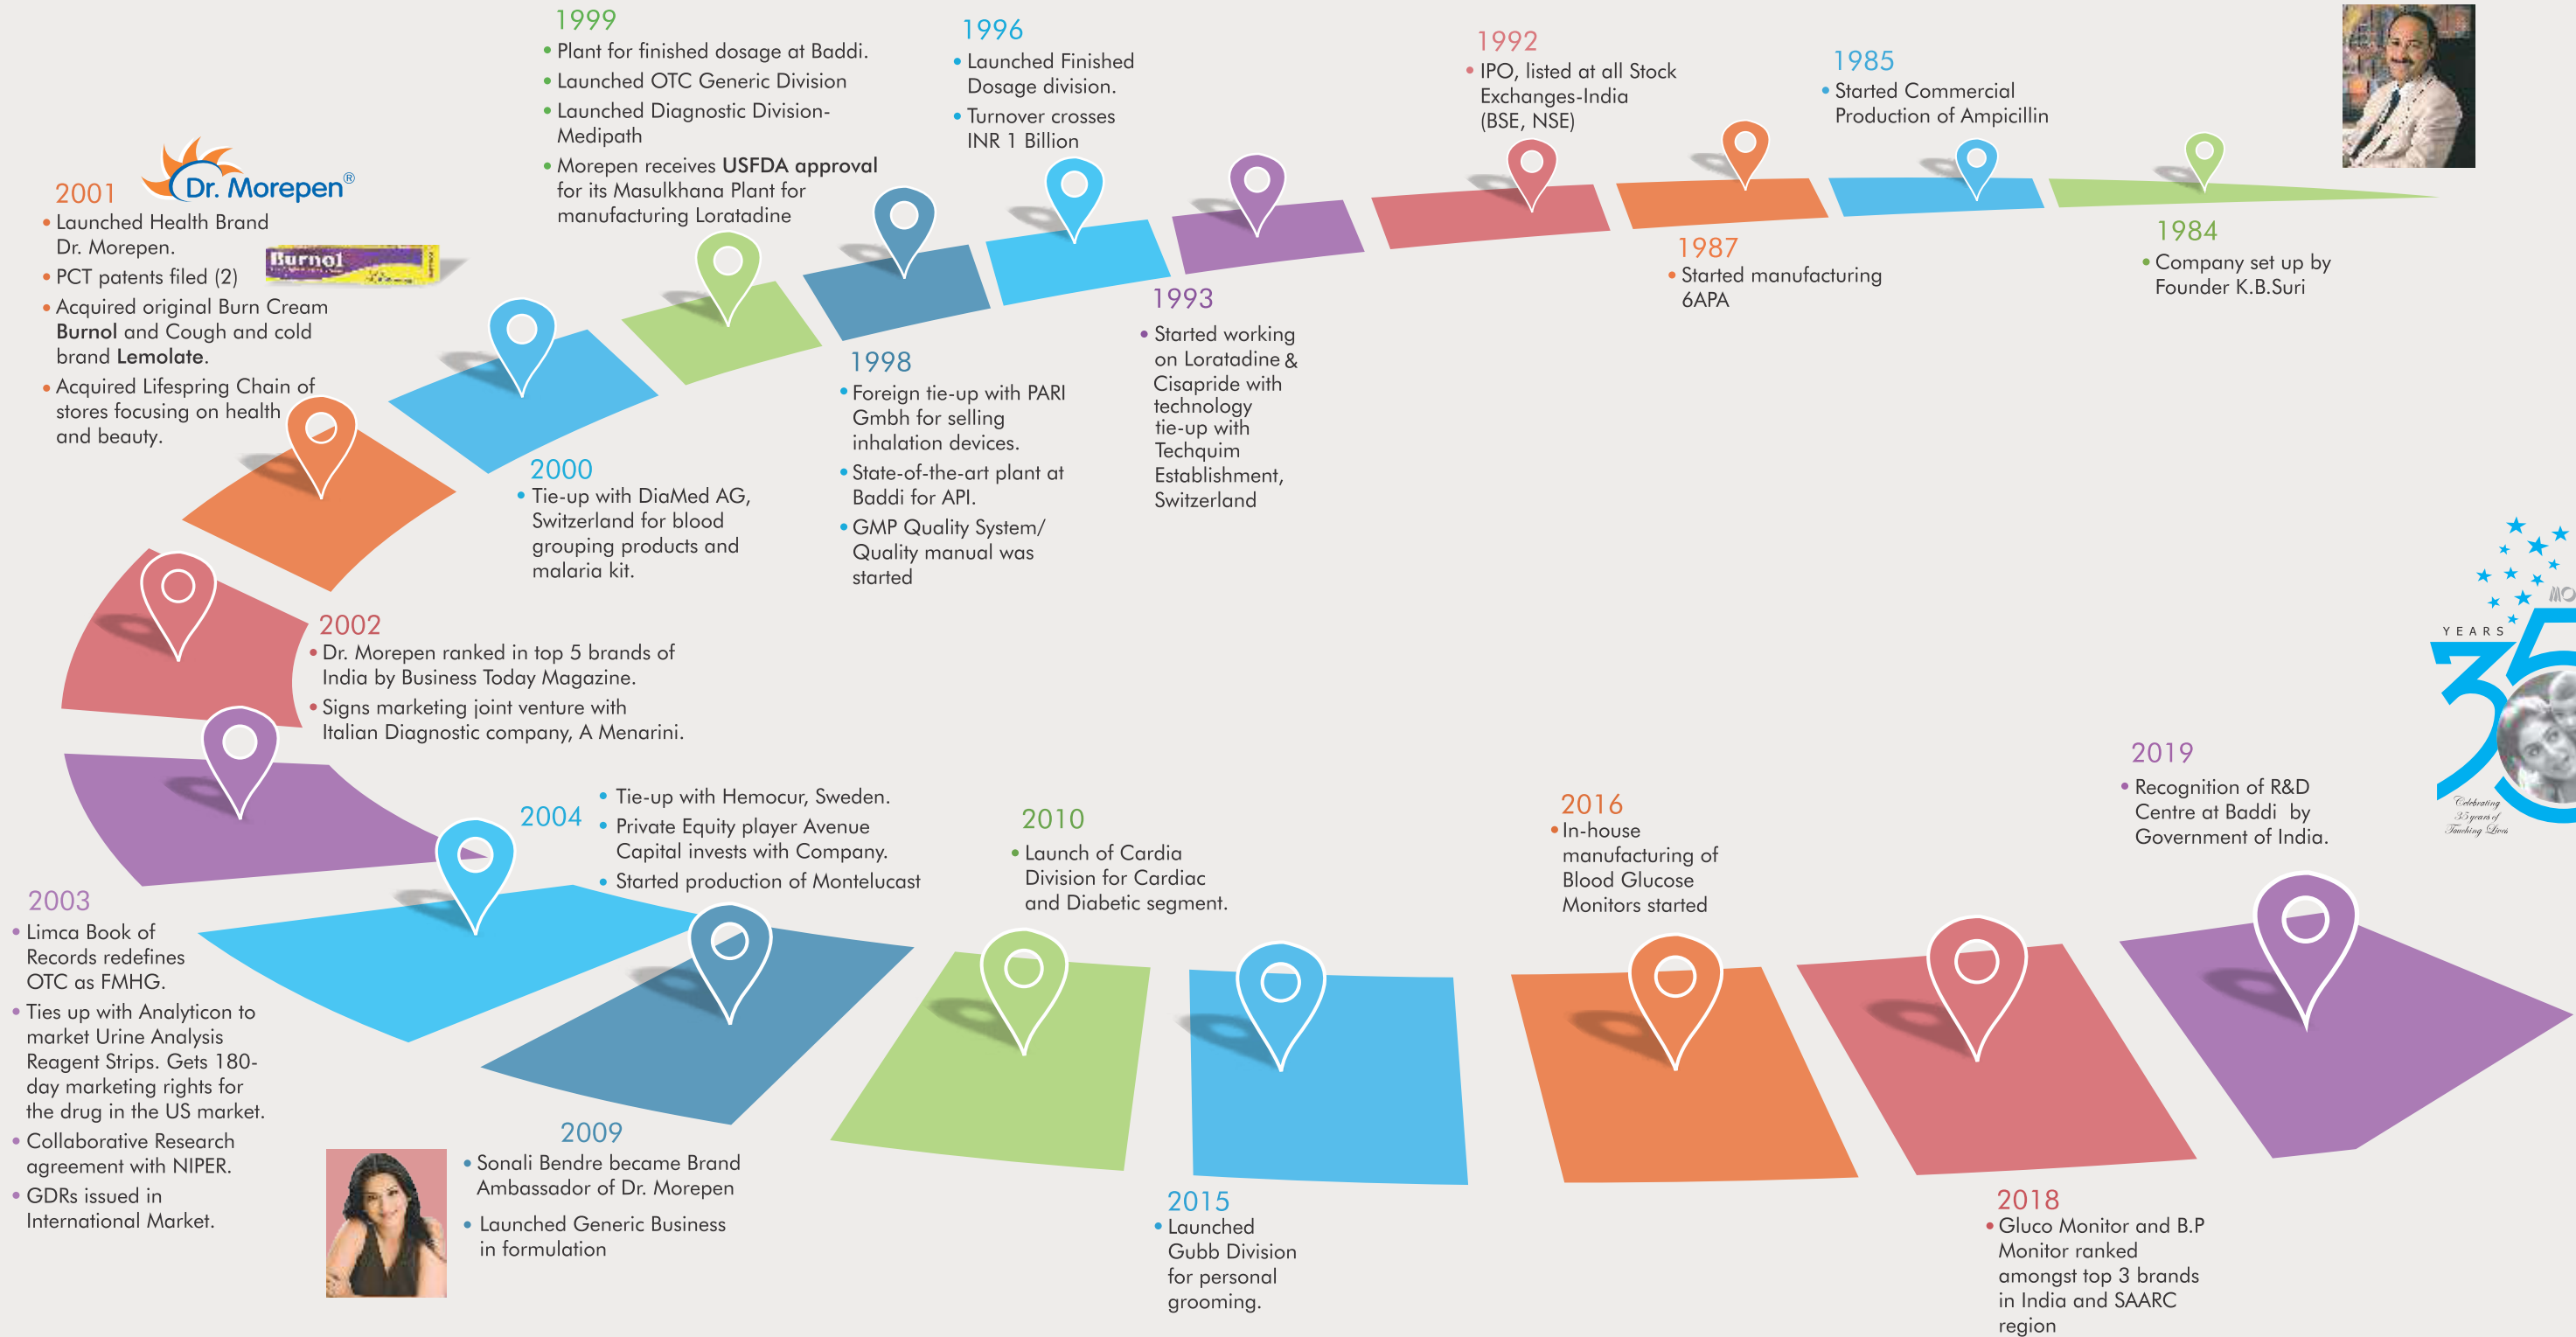 1999
• Plant for finished dosage at Baddi.
• Launched OTC Generic Division
• Launched Diagnostic Division-
Medipath
• Morepen receives USFDA approval
for its Masulkhana Plant for
manufacturing Loratadine
1996
• Launched Finished
Dosage division.
• Turnover crosses
INR 1 Billion
1992
• IPO, listed at all Stock
Exchanges-India
(BSE, NSE)
1985
• Started Commercial
Production of Ampicillin
Dr. Morepen®
2001
• Launched Health Brand
Dr. Morepen.
• PCT patents filed (2)
• Acquired original Burn Cream
Burnol and Cough and cold
brand Lemolate.
• Acquired Lifespring Chain of
stores focusing on health
and beauty.
Burnol
1984
• Company set up by
Founder K.B.Suri
1987
• Started manufacturing
6APA
1993
• Started working
on Loratadine &
Cisapride with
technology
tie-up with
Techquim
Establishment,
Switzerland
1998
• Foreign tie-up with PARI
Gmbh for selling
inhalation devices.
• State-of-the-art plant at
Baddi for API.
• GMP Quality System/
Quality manual was
started
2000
• Tie-up with DiaMed AG,
Switzerland for blood
grouping products and
malaria kit.
2002
• Dr. Morepen ranked in top 5 brands of
India by Business Today Magazine.
• Signs marketing joint venture with
Italian Diagnostic company, A Menarini.
MO
YEARS
35
Celebrating
35 years of
Touching Lives
2003
• Limca Book of
Records redefines
OTC as FMHG.
• Ties up with Analyticon to
market Urine Analysis
Reagent Strips. Gets 180-
day marketing rights for
the drug in the US market.
• Collaborative Research
agreement with NIPER.
• GDRs issued in
International Market.
2004
• Tie-up with Hemocur, Sweden.
• Private Equity player Avenue
Capital invests with Company.
• Started production of Montelucast
2009
• Sonali Bendre became Brand
Ambassador of Dr. Morepen
• Launched Generic Business
in formulation
2010
• Launch of Cardia
Division for Cardiac
and Diabetic segment.
2015
• Launched
Gubb Division
for personal
grooming.
2016
• In-house
manufacturing of
Blood Glucose
Monitors started
2018
• Gluco Monitor and B.P
Monitor ranked
amongst top 3 brands
in India and SAARC
region
2019
• Recognition of R&D
Centre at Baddi by
Government of India.